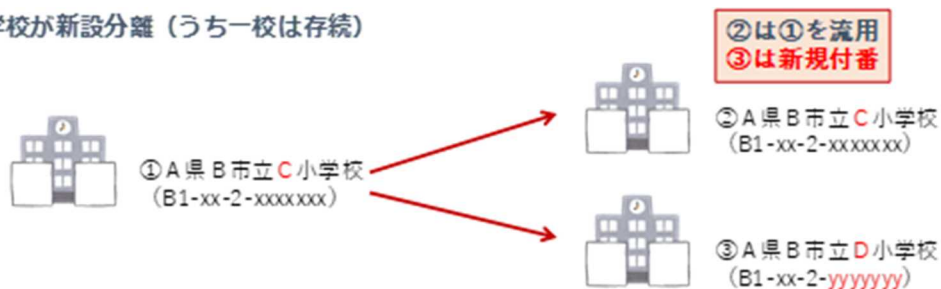 学校が新設分離（うち一校は存続）
②は①を流用
③は新規付番
①A県B市立C小学校
（B1-xx-2-xxxxxxx）
②A県B市立C小学校
（B1-xx-2-xxxxxxx）
③A県B市立D小学校
（B1-xx-2-yyyyyyy）